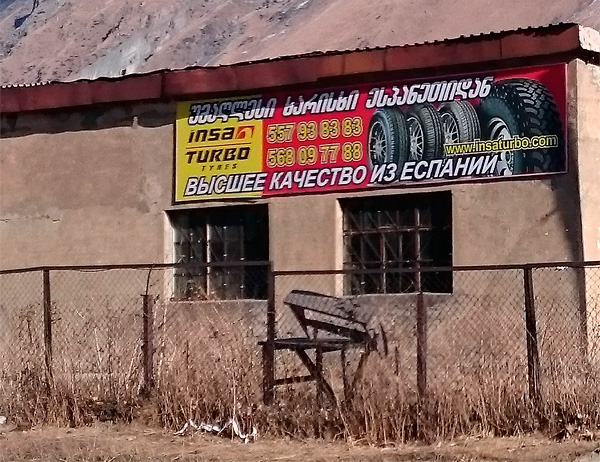 უმაღლესი ხარისხი ესპანეთიდან
insa
TURBO
TYRES
557 93 83 83
568 09 77 88
www.insaturbo.com
ВЫСШЕЕ КАЧЕСТВО ИЗ ЕСПАНИИ